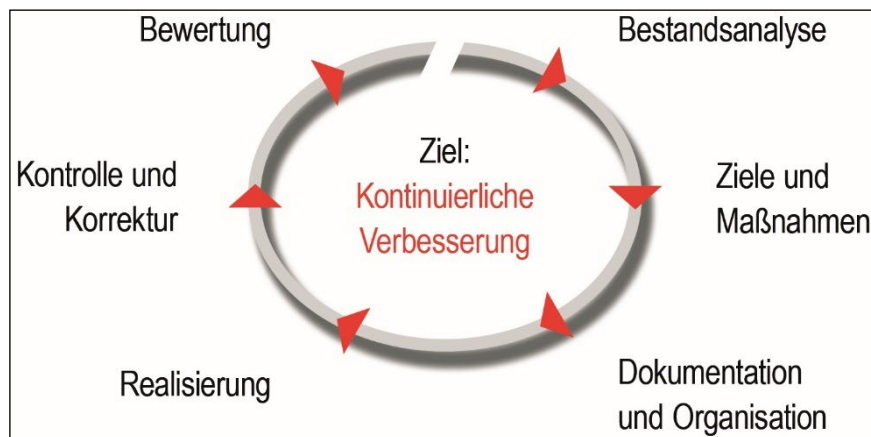 Bewertung
Bestandsanalyse
Ziel:
Kontinuierliche
Verbesserung
Kontrolle und
Korrektur
Ziele und
Maßnahmen
Realisierung
Dokumentation
und Organisation